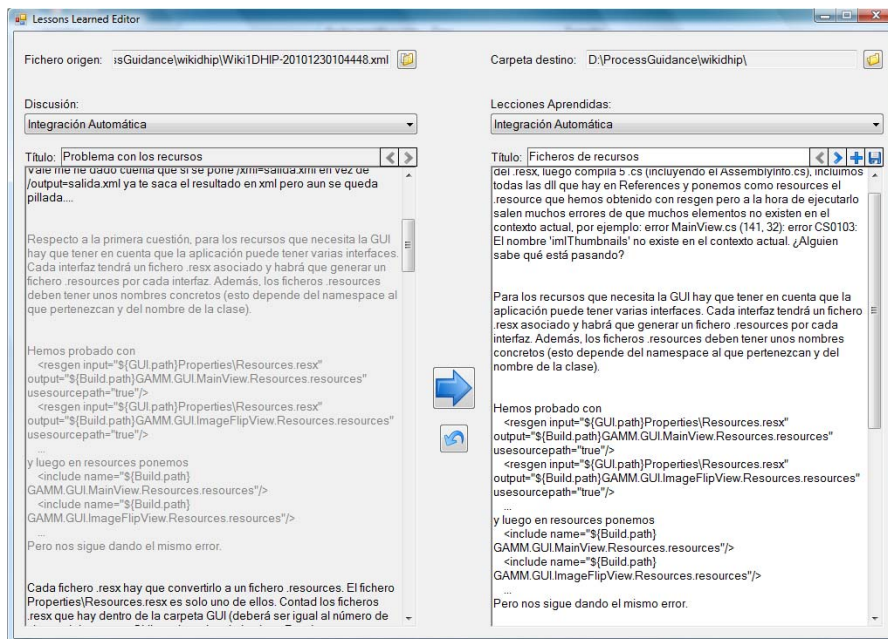 Lessons Learned Editor
Fichero origen: ssGuidance\wikidhip\Wiki1DHIP-20101230104448.xml
Carpeta destino: D:\ProcessGuidance\wikidhip\
Discusión:
Integración Automática
Título: Problema con los recursos
Vale me he dado cuenta que si se pone /xml=salida.xml en vez de
/output=salida.xml ya te saca el resultado en xml pero aun se queda
pillada....
Respecto a la primera cuestión, para los recursos que necesita la GUI
hay que tener en cuenta que la aplicación puede tener varias interfaces.
Cada interfaz tendrá un fichero .resx asociado y habrá que generar un
fichero .resources por cada interfaz. Además, los ficheros .resources
deben tener unos nombres concretos (esto depende del namespace al
que pertenezcan y del nombre de la clase).
Hemos probado con
<resgen input="${GUI.path}Properties\Resources.resx"
output="${Build.path}GAMM.GUI.MainView.Resources.resources"
usesourcepath="true"/>
<resgen input="${GUI.path}Properties\Resources.resx"
output="${Build.path}GAMM.GUI.ImageFlipView.Resources.resources"
usesourcepath="true"/>
...
y luego en resources ponemos
<include name="${Build.path}
GAMM.GUI.MainView.Resources.resources"/>
<include name="${Build.path}
GAMM.GUI.ImageFlipView.Resources.resources"/>
...
Pero nos sigue dando el mismo error.
Cada fichero .resx hay que convertirlo a un fichero .resources. El fichero
Properties\Resources.resx es solo uno de ellos. Contad los ficheros
.resx que hay dentro de la carpeta GUI (deberá ser igual al número de
Lecciones Aprendidas:
Integración Automática
Título: Ficheros de recursos
del .resx, luego compila 5 .cs (incluyendo el AssemblyInfo.cs), incluimos
todas las dll que hay en References y ponemos como resources el
.resource que hemos obtenido con resgen pero a la hora de ejecutarlo
salen muchos errores de que muchos elementos no existen en el
contexto actual, por ejemplo: error MainView.cs (141, 32): error CS0103:
El nombre 'imlThumbnails' no existe en el contexto actual. ¿Alguien
sabe qué está pasando?
Para los recursos que necesita la GUI hay que tener en cuenta que la
aplicación puede tener varias interfaces. Cada interfaz tendrá un fichero
.resx asociado y habrá que generar un fichero .resources por cada
interfaz. Además, los ficheros .resources deben tener unos nombres
concretos (esto depende del namespace al que pertenezcan y del
nombre de la clase).
Hemos probado con
<resgen input="${GUI.path}Properties\Resources.resx"
output="${Build.path}GAMM.GUI.MainView.Resources.resources"
usesourcepath="true"/>
<resgen input="${GUI.path}Properties\Resources.resx"
output="${Build.path}GAMM.GUI.ImageFlipView.Resources.resources"
usesourcepath="true"/>
...
y luego en resources ponemos
<include name="${Build.path}
GAMM.GUI.MainView.Resources.resources"/>
<include name="${Build.path}
GAMM.GUI.ImageFlipView.Resources.resources"/>
...
Pero nos sigue dando el mismo error.